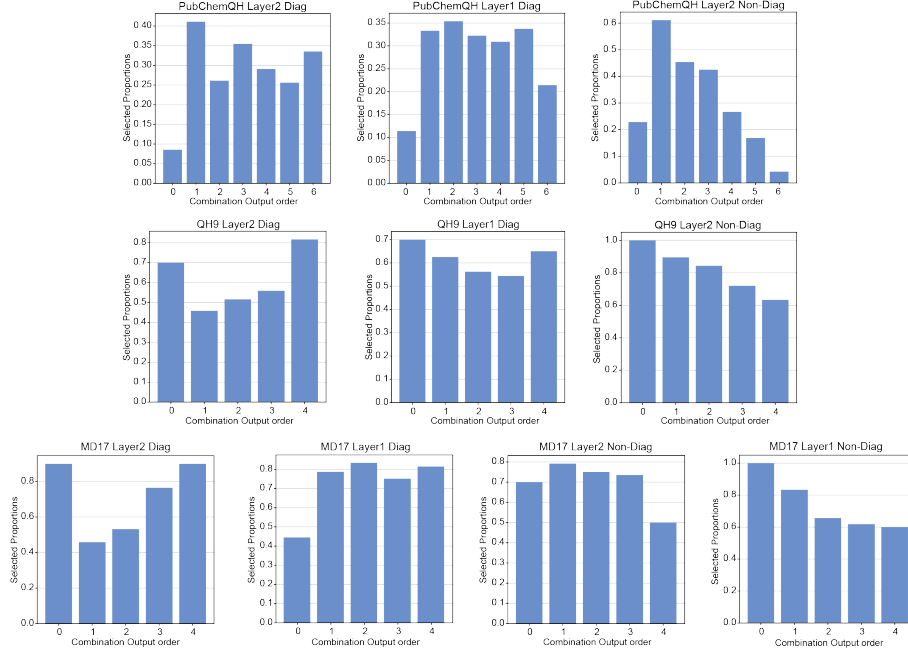 PubChemQH Layer2 Diag
Selected Proportions
0.40
0.35
0.30
0.25
0.20
0.15
0.10
0.05
0.00
0 1 2 3 4 5 6
Combination Output order
PubChemQH Layer1 Diag
Selected Proportions
0.35
0.30
0.25
0.20
0.15
0.10
0.05
0.00
0 1 2 3 4 5 6
Combination Output order
PubChemQH Layer2 Non-Diag
Selected Proportions
0.6
0.5
0.4
0.3
0.2
0.1
0.0
0 1 2 3 4 5 6
Combination Output order
QH9 Layer2 Diag
Selected Proportions
0.8
0.7
0.6
0.5
0.4
0.3
0.2
0.1
0.0
0 1 2 3 4
Combination Output order
QH9 Layer1 Diag
Selected Proportions
0.7
0.6
0.5
0.4
0.3
0.2
0.1
0.0
0 1 2 3 4
Combination Output order
QH9 Layer2 Non-Diag
Selected Proportions
1.0
0.8
0.6
0.4
0.2
0.0
0 1 2 3 4
Combination Output order
MD17 Layer2 Diag
Selected Proportions
0.8
0.6
0.4
0.2
0.0
0 1 2 3 4
Combination Output order
MD17 Layer1 Diag
Selected Proportions
0.8
0.7
0.6
0.5
0.4
0.3
0.2
0.1
0.0
0 1 2 3 4
Combination Output order
MD17 Layer2 Non-Diag
Selected Proportions
0.8
0.7
0.6
0.5
0.4
0.3
0.2
0.1
0.0
0 1 2 3 4
Combination Output order
MD17 Layer1 Non-Diag
Selected Proportions
1.0
0.8
0.6
0.4
0.2
0.0
0 1 2 3 4
Combination Output order